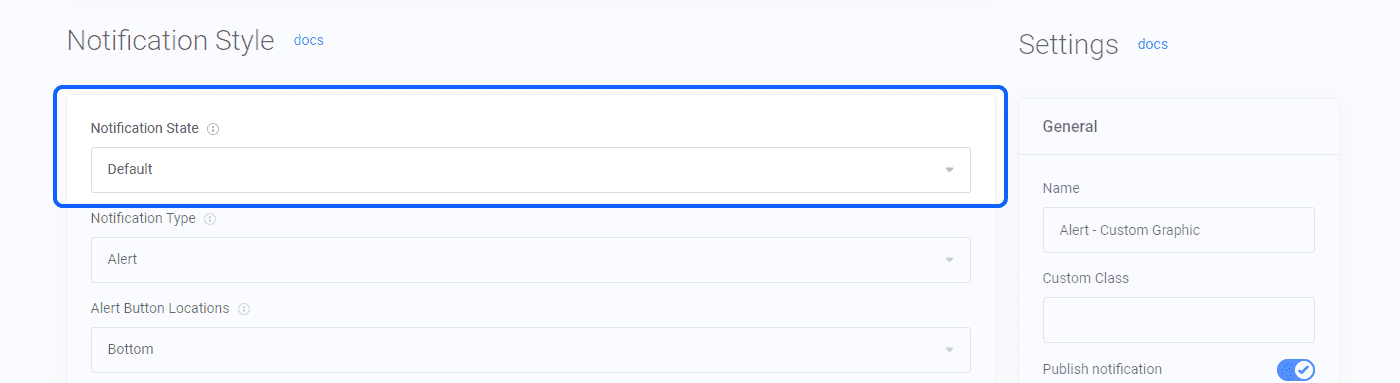 Notification Style docs
Notification State
Default
Notification Type
Alert
Alert Button Locations
Bottom
Settings docs
General
Name
Alert - Custom Graphic
Custom Class
Publish notification